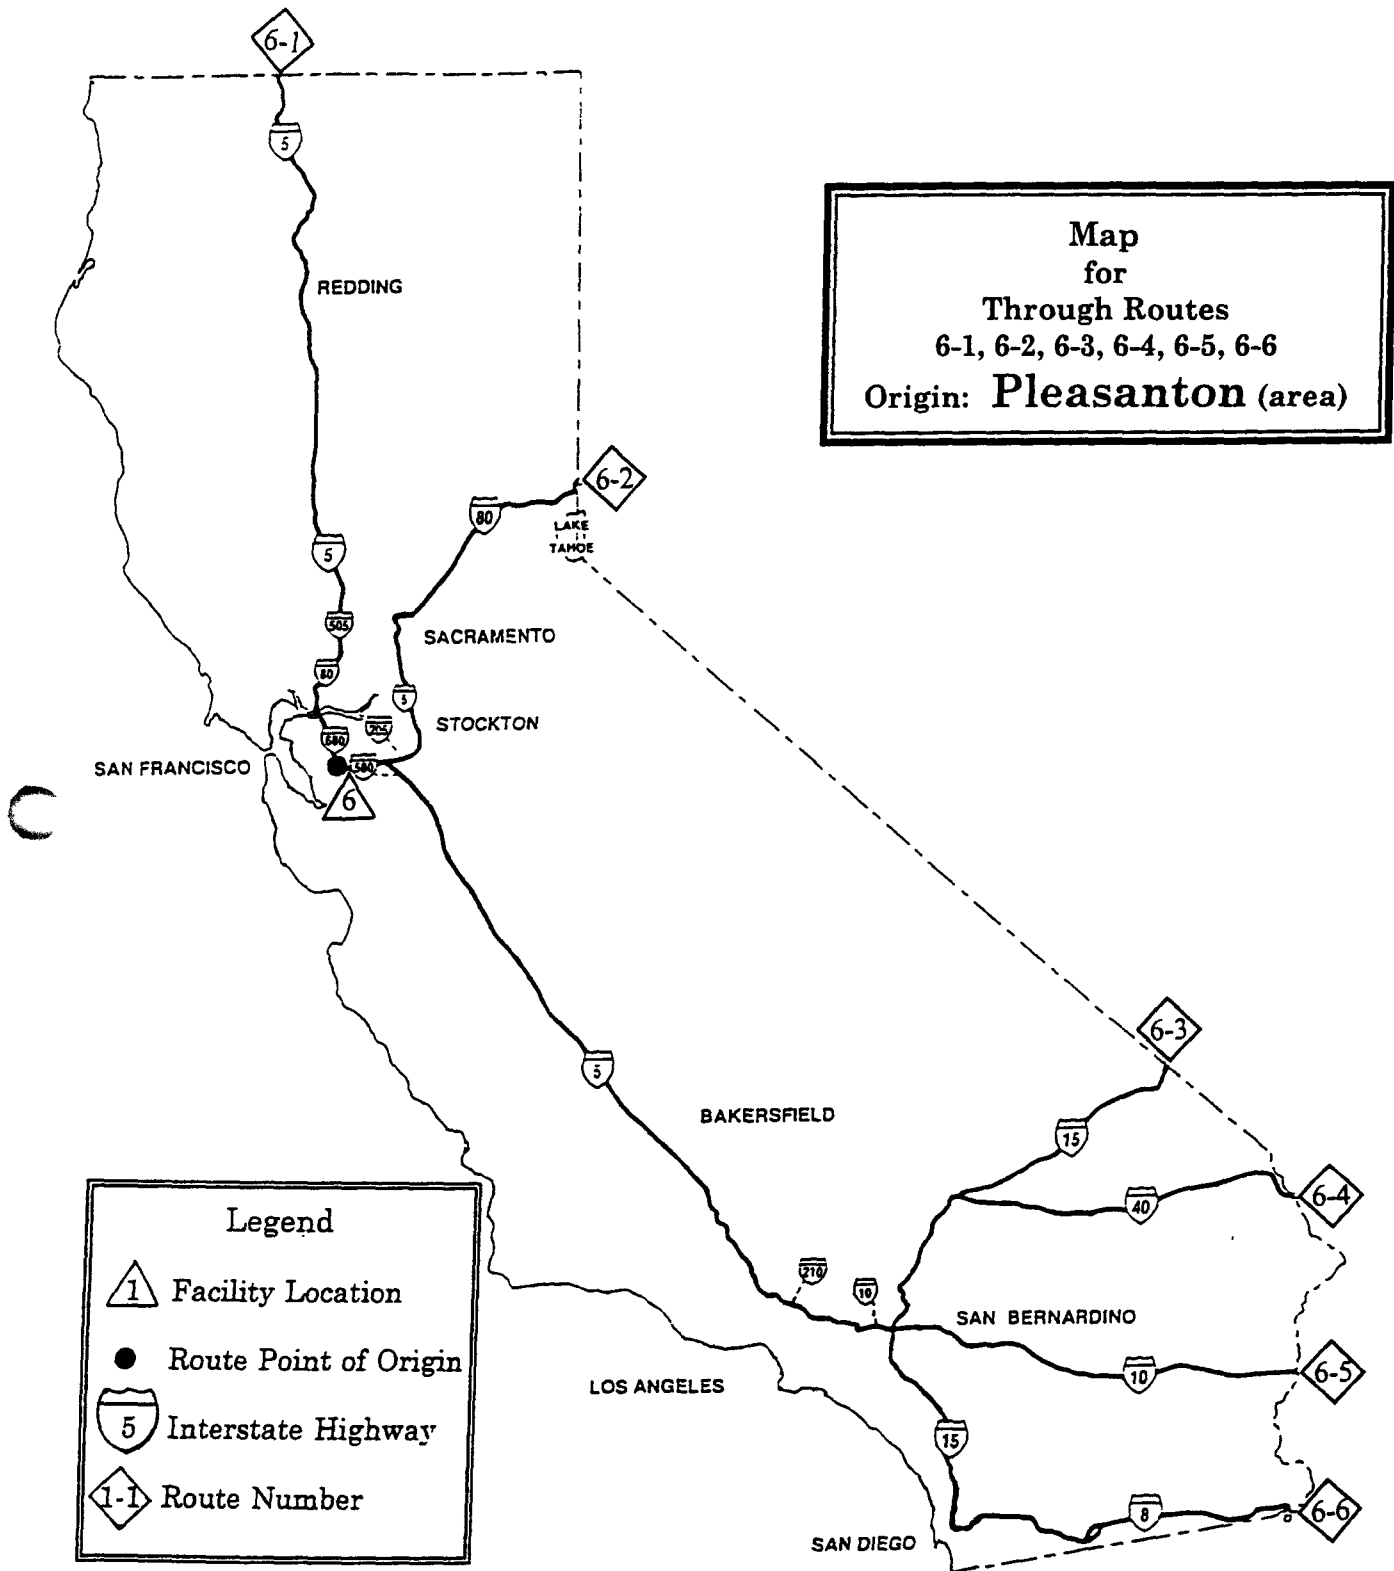 6-1
5
Map
for
Through Routes
6-1, 6-2, 6-3, 6-4, 6-5, 6-6
Origin: Pleasanton (area)
REDDING
6-2
80
LAKE
TAHOE
5
505
SACRAMENTO
80
5
STOCKTON
205
680
580
SAN FRANCISCO
6
6-3
5
BAKERSFIELD
15
6-4
40
210
10
SAN BERNARDINO
6-5
10
LOS ANGELES
15
6-6
8
SAN DIEGO
Legend
1 Facility Location
Route Point of Origin
5 Interstate Highway
1-1 Route Number